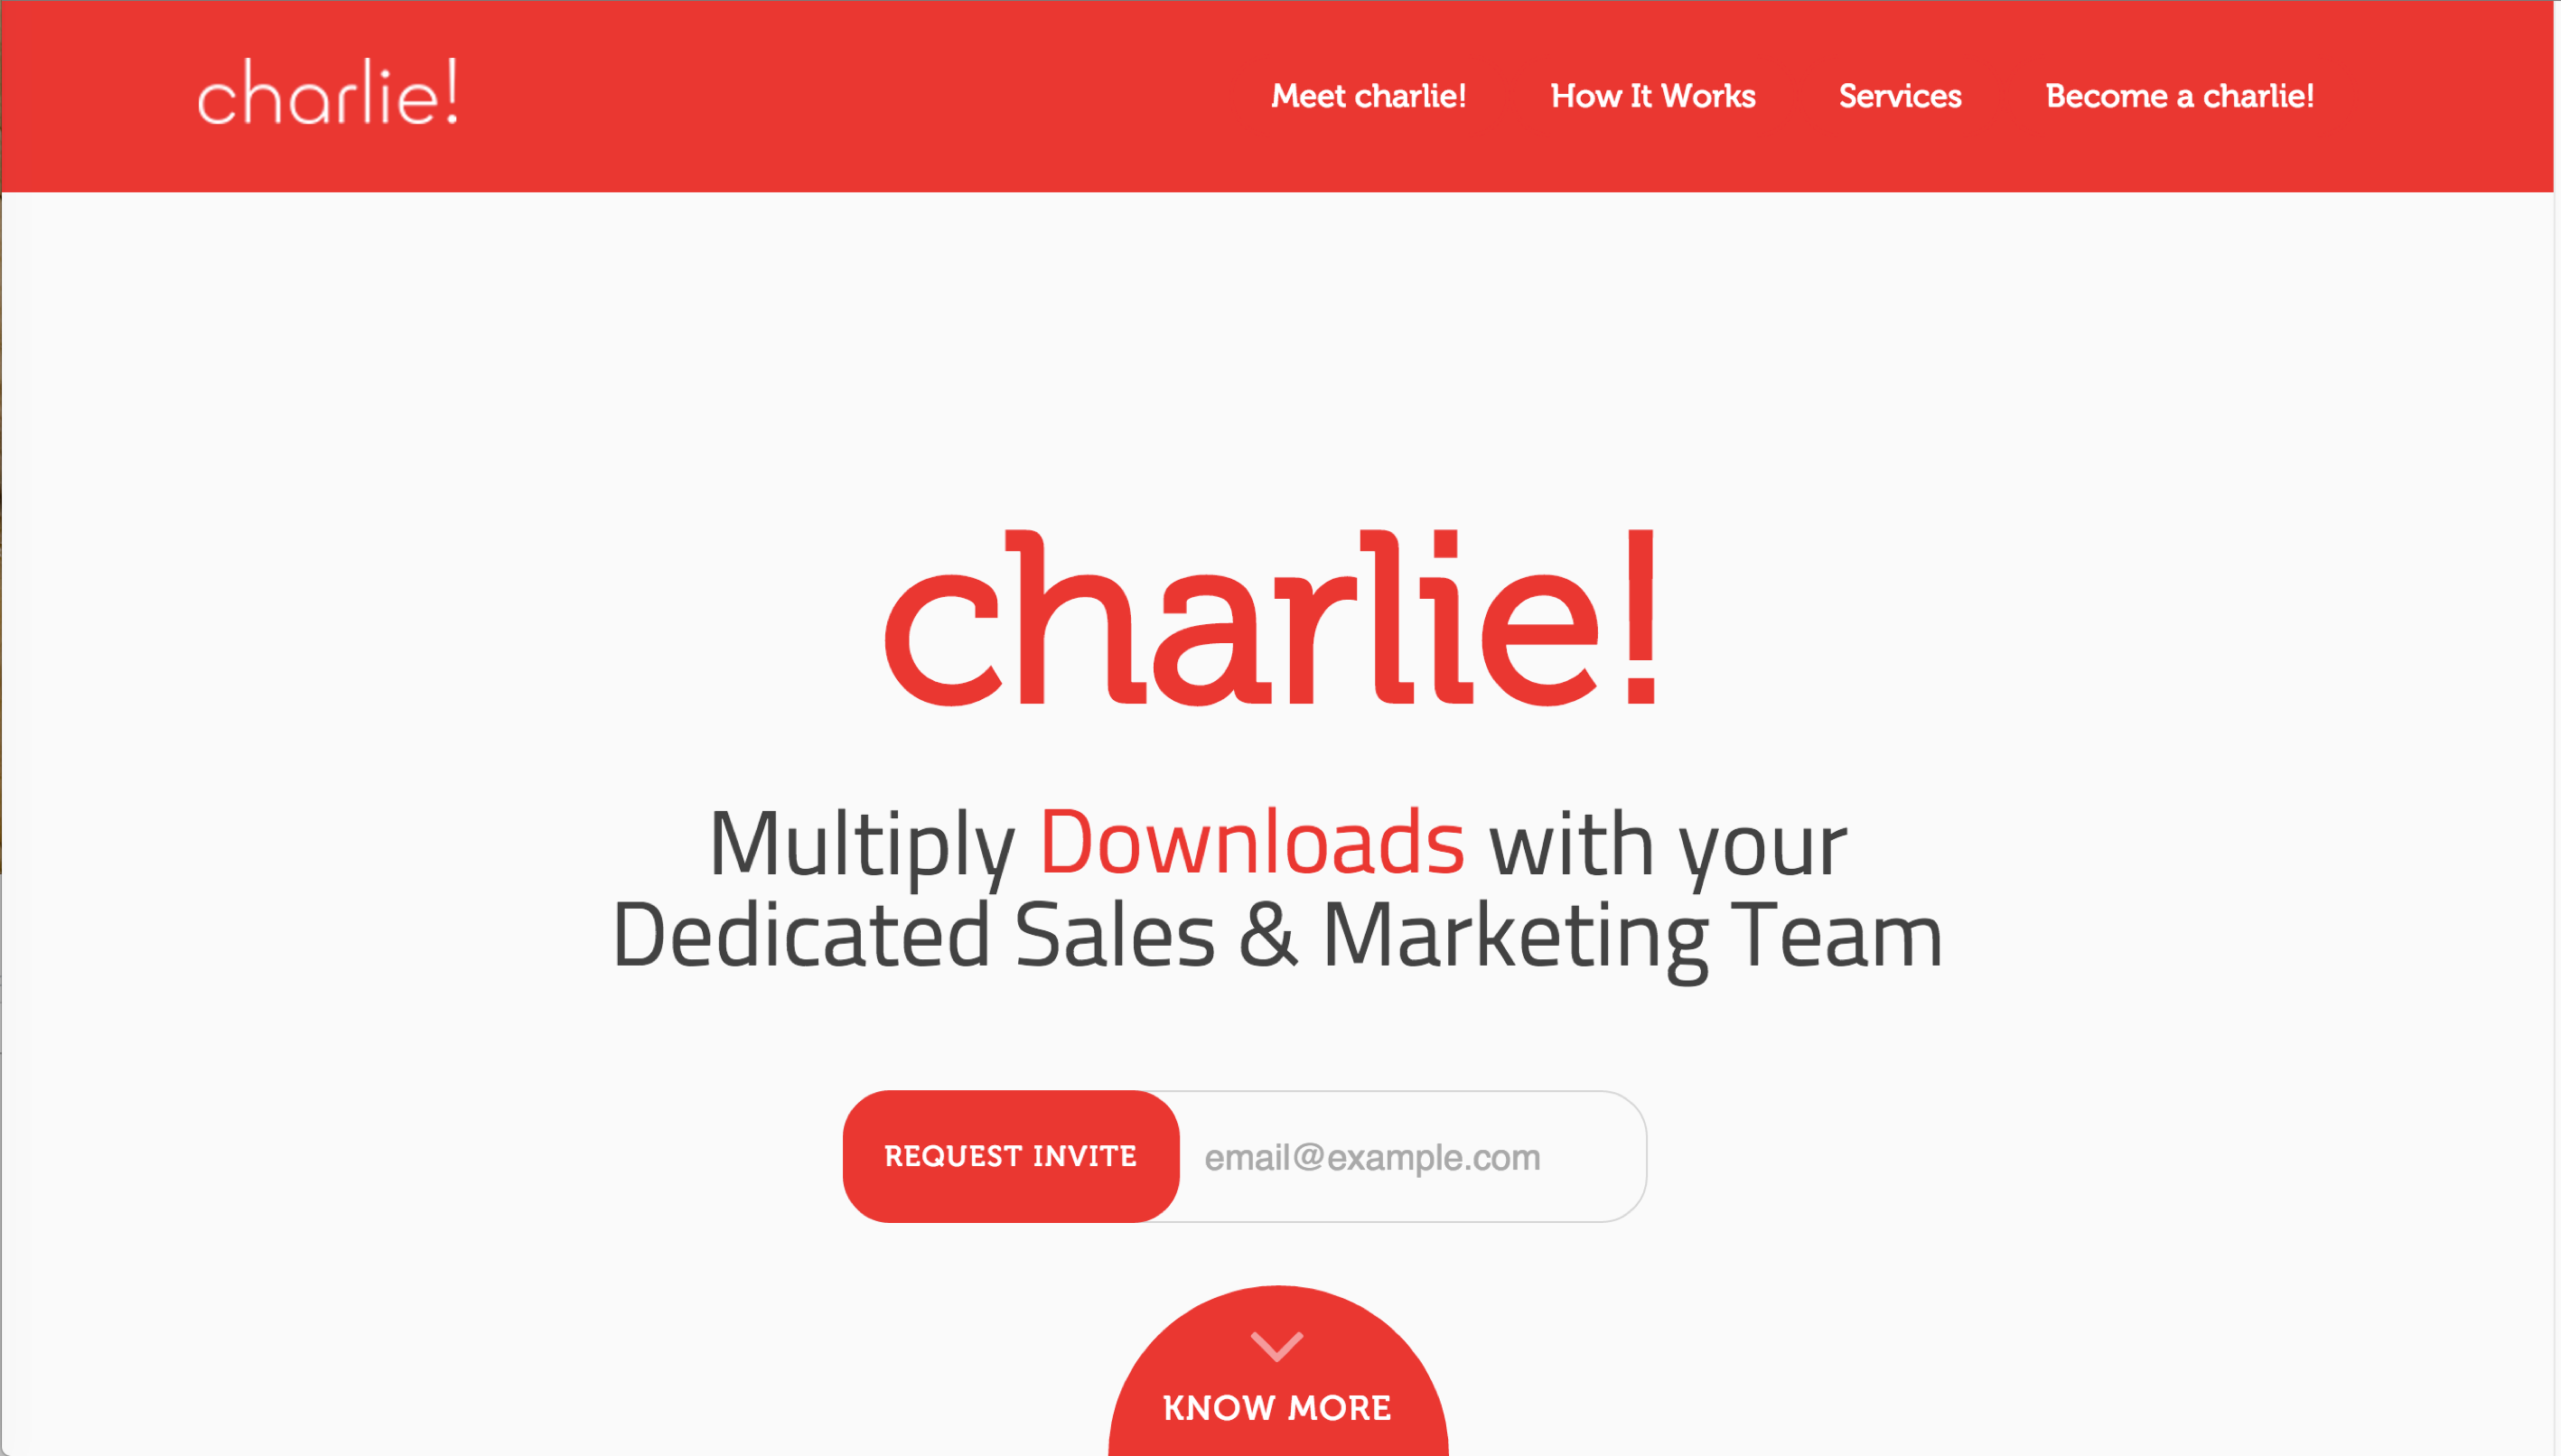 charlie!
Meet charlie! How It Works Services Become a charlie!
charlie!
Multiply Downloads with your
Dedicated Sales & Marketing Team
REQUEST INVITE email@example.com
KNOW MORE